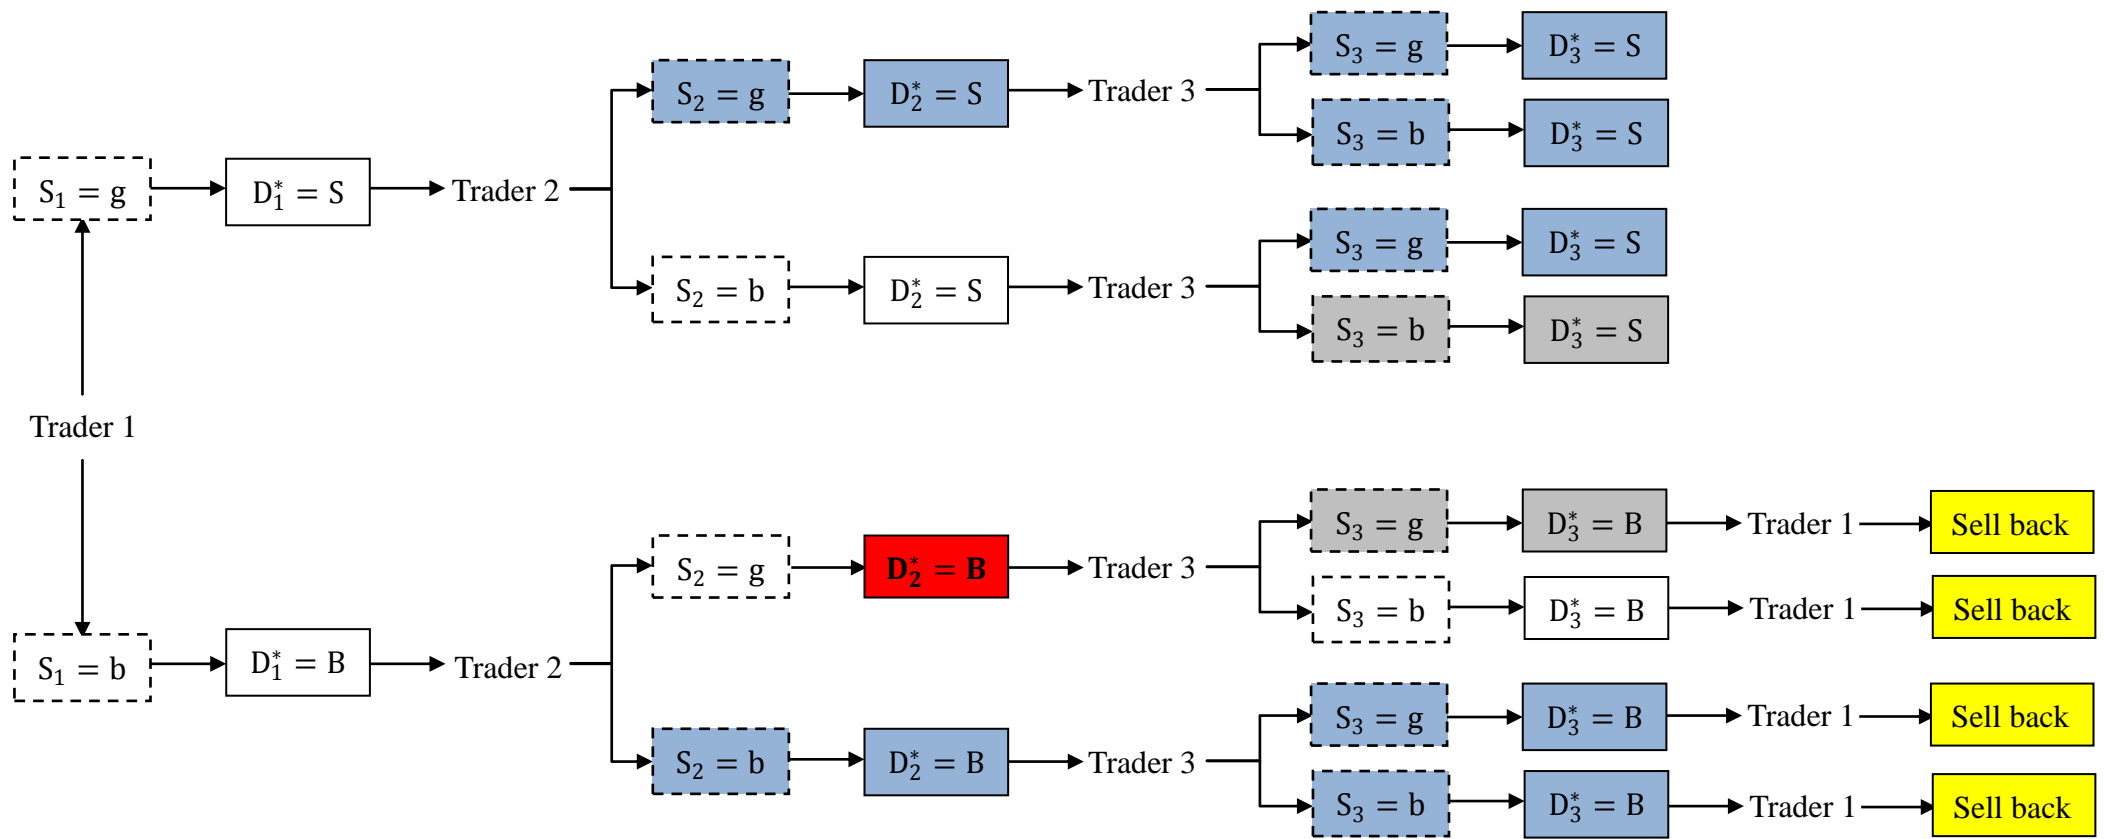 S₃ = g D₃* = S
S₂ = g D₂* = S Trader 3
S₃ = b D₃* = S
S₁ = g D₁* = S Trader 2
S₃ = g D₃* = S
S₂ = b D₂* = S Trader 3
S₃ = b D₃* = S
Trader 1
S₃ = g D₃* = B Trader 1 Sell back
S₂ = g D₂* = B Trader 3
S₃ = b D₃* = B Trader 1 Sell back
S₁ = b D₁* = B Trader 2
S₃ = g D₃* = B Trader 1 Sell back
S₂ = b D₂* = B Trader 3
S₃ = b D₃* = B Trader 1 Sell back